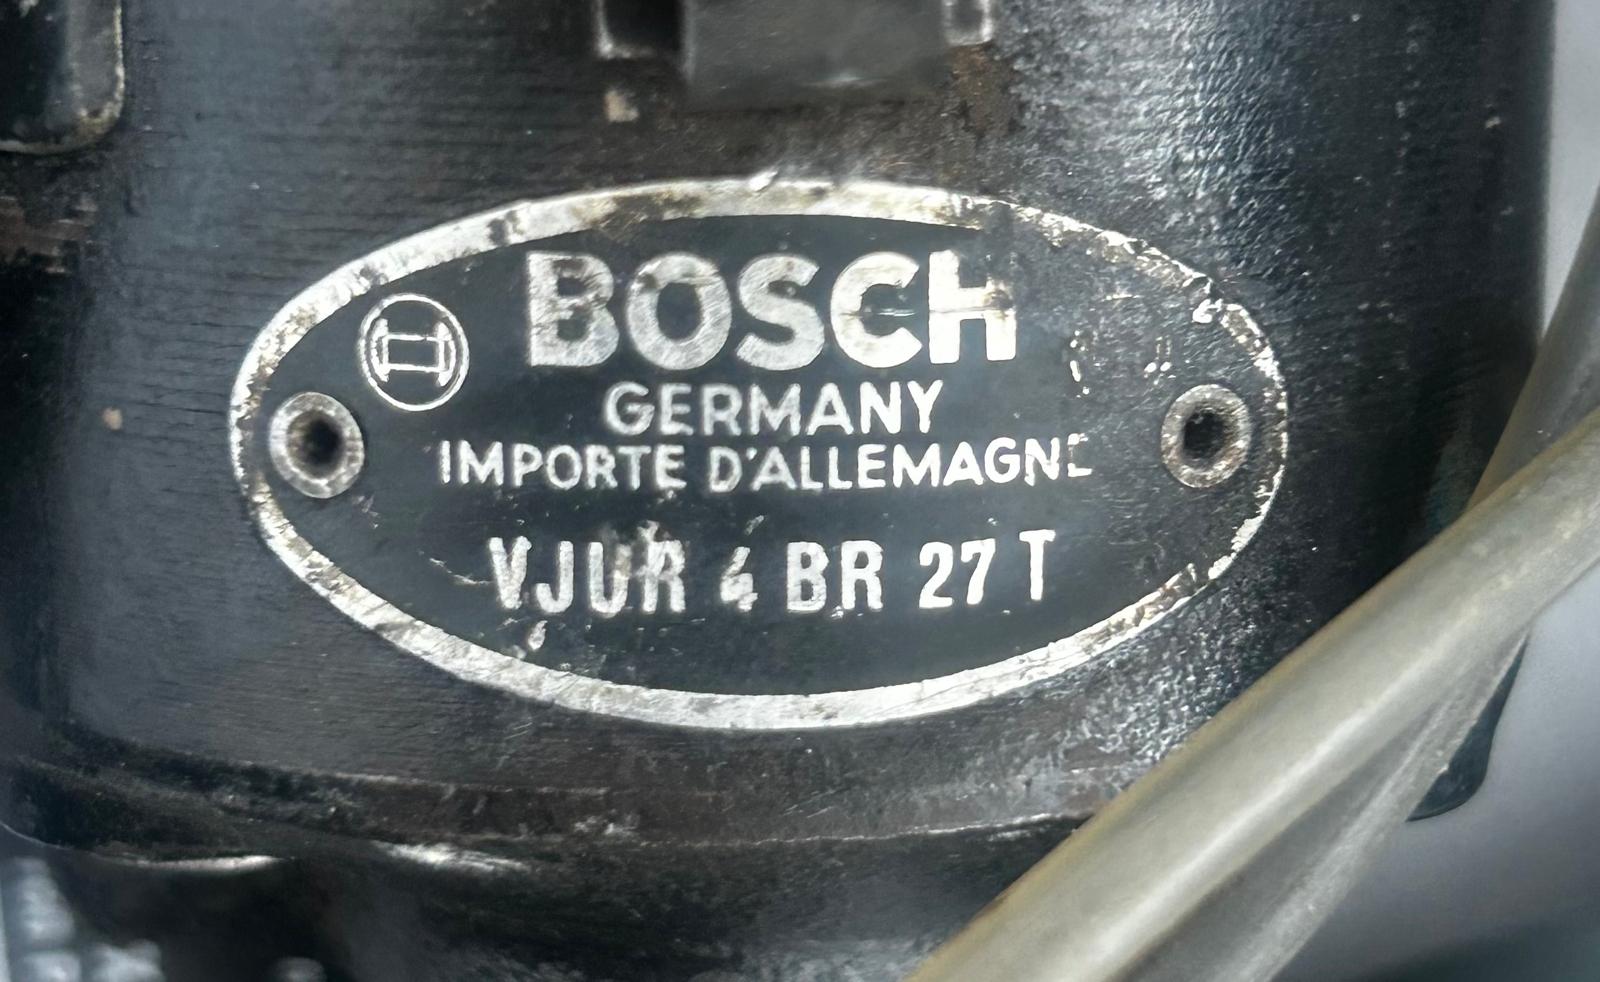 BOSCH
GERMANY
IMPORTE D'ALLEMAGNE
VJUR 4 BR 27 T